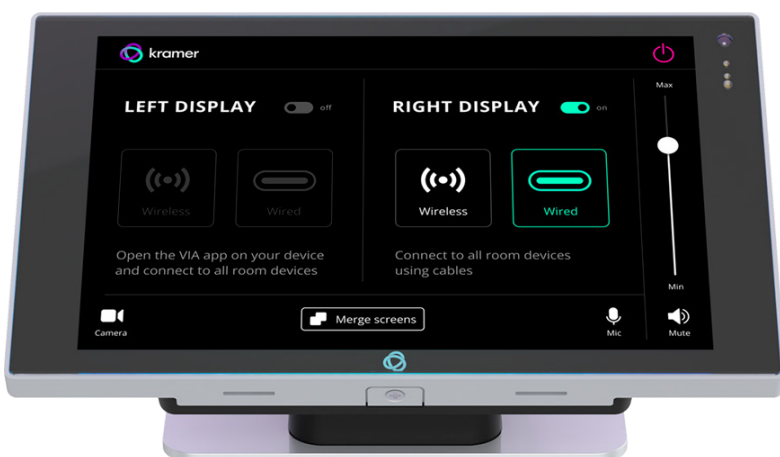 kramer
LEFT DISPLAY
off
Wireless
Wired
Open the VIA app on your device
and connect to all room devices
RIGHT DISPLAY
on
Wireless
Wired
Connect to all room devices
using cables
Max
Min
Camera
Merge screens
Mic
Mute